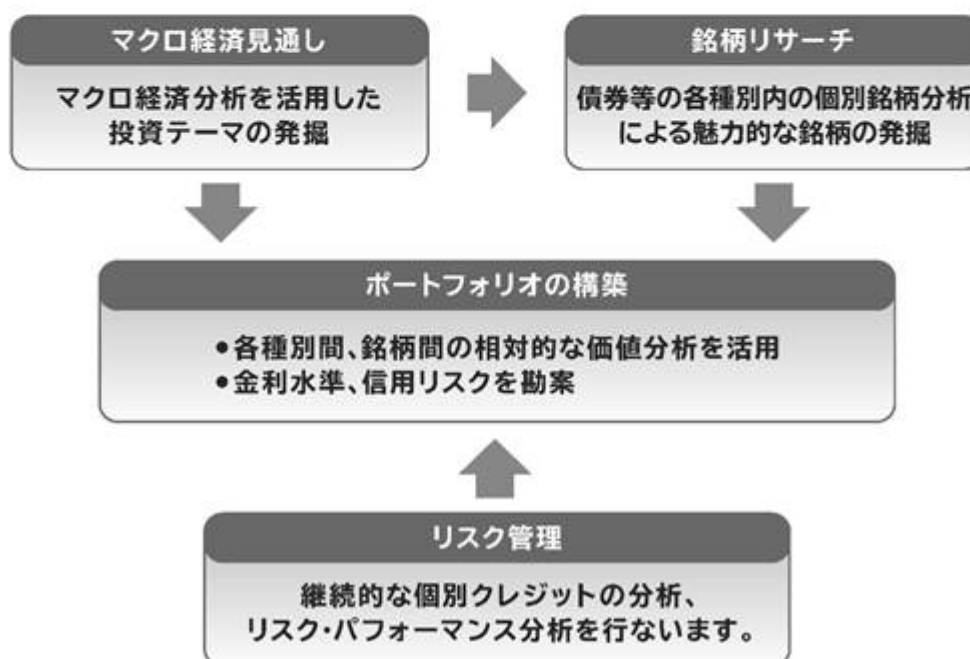 マクロ経済見通し
マクロ経済分析を活用した
投資テーマの発掘
銘柄リサーチ
債券等の各種別内の個別銘柄分析
による魅力的な銘柄の発掘
ポートフォリオの構築
●各種別間、銘柄間の相対的な価値分析を活用
●金利水準、信用リスクを勘案
リスク管理
継続的な個別クレジットの分析、
リスク・パフォーマンス分析を行ないます。